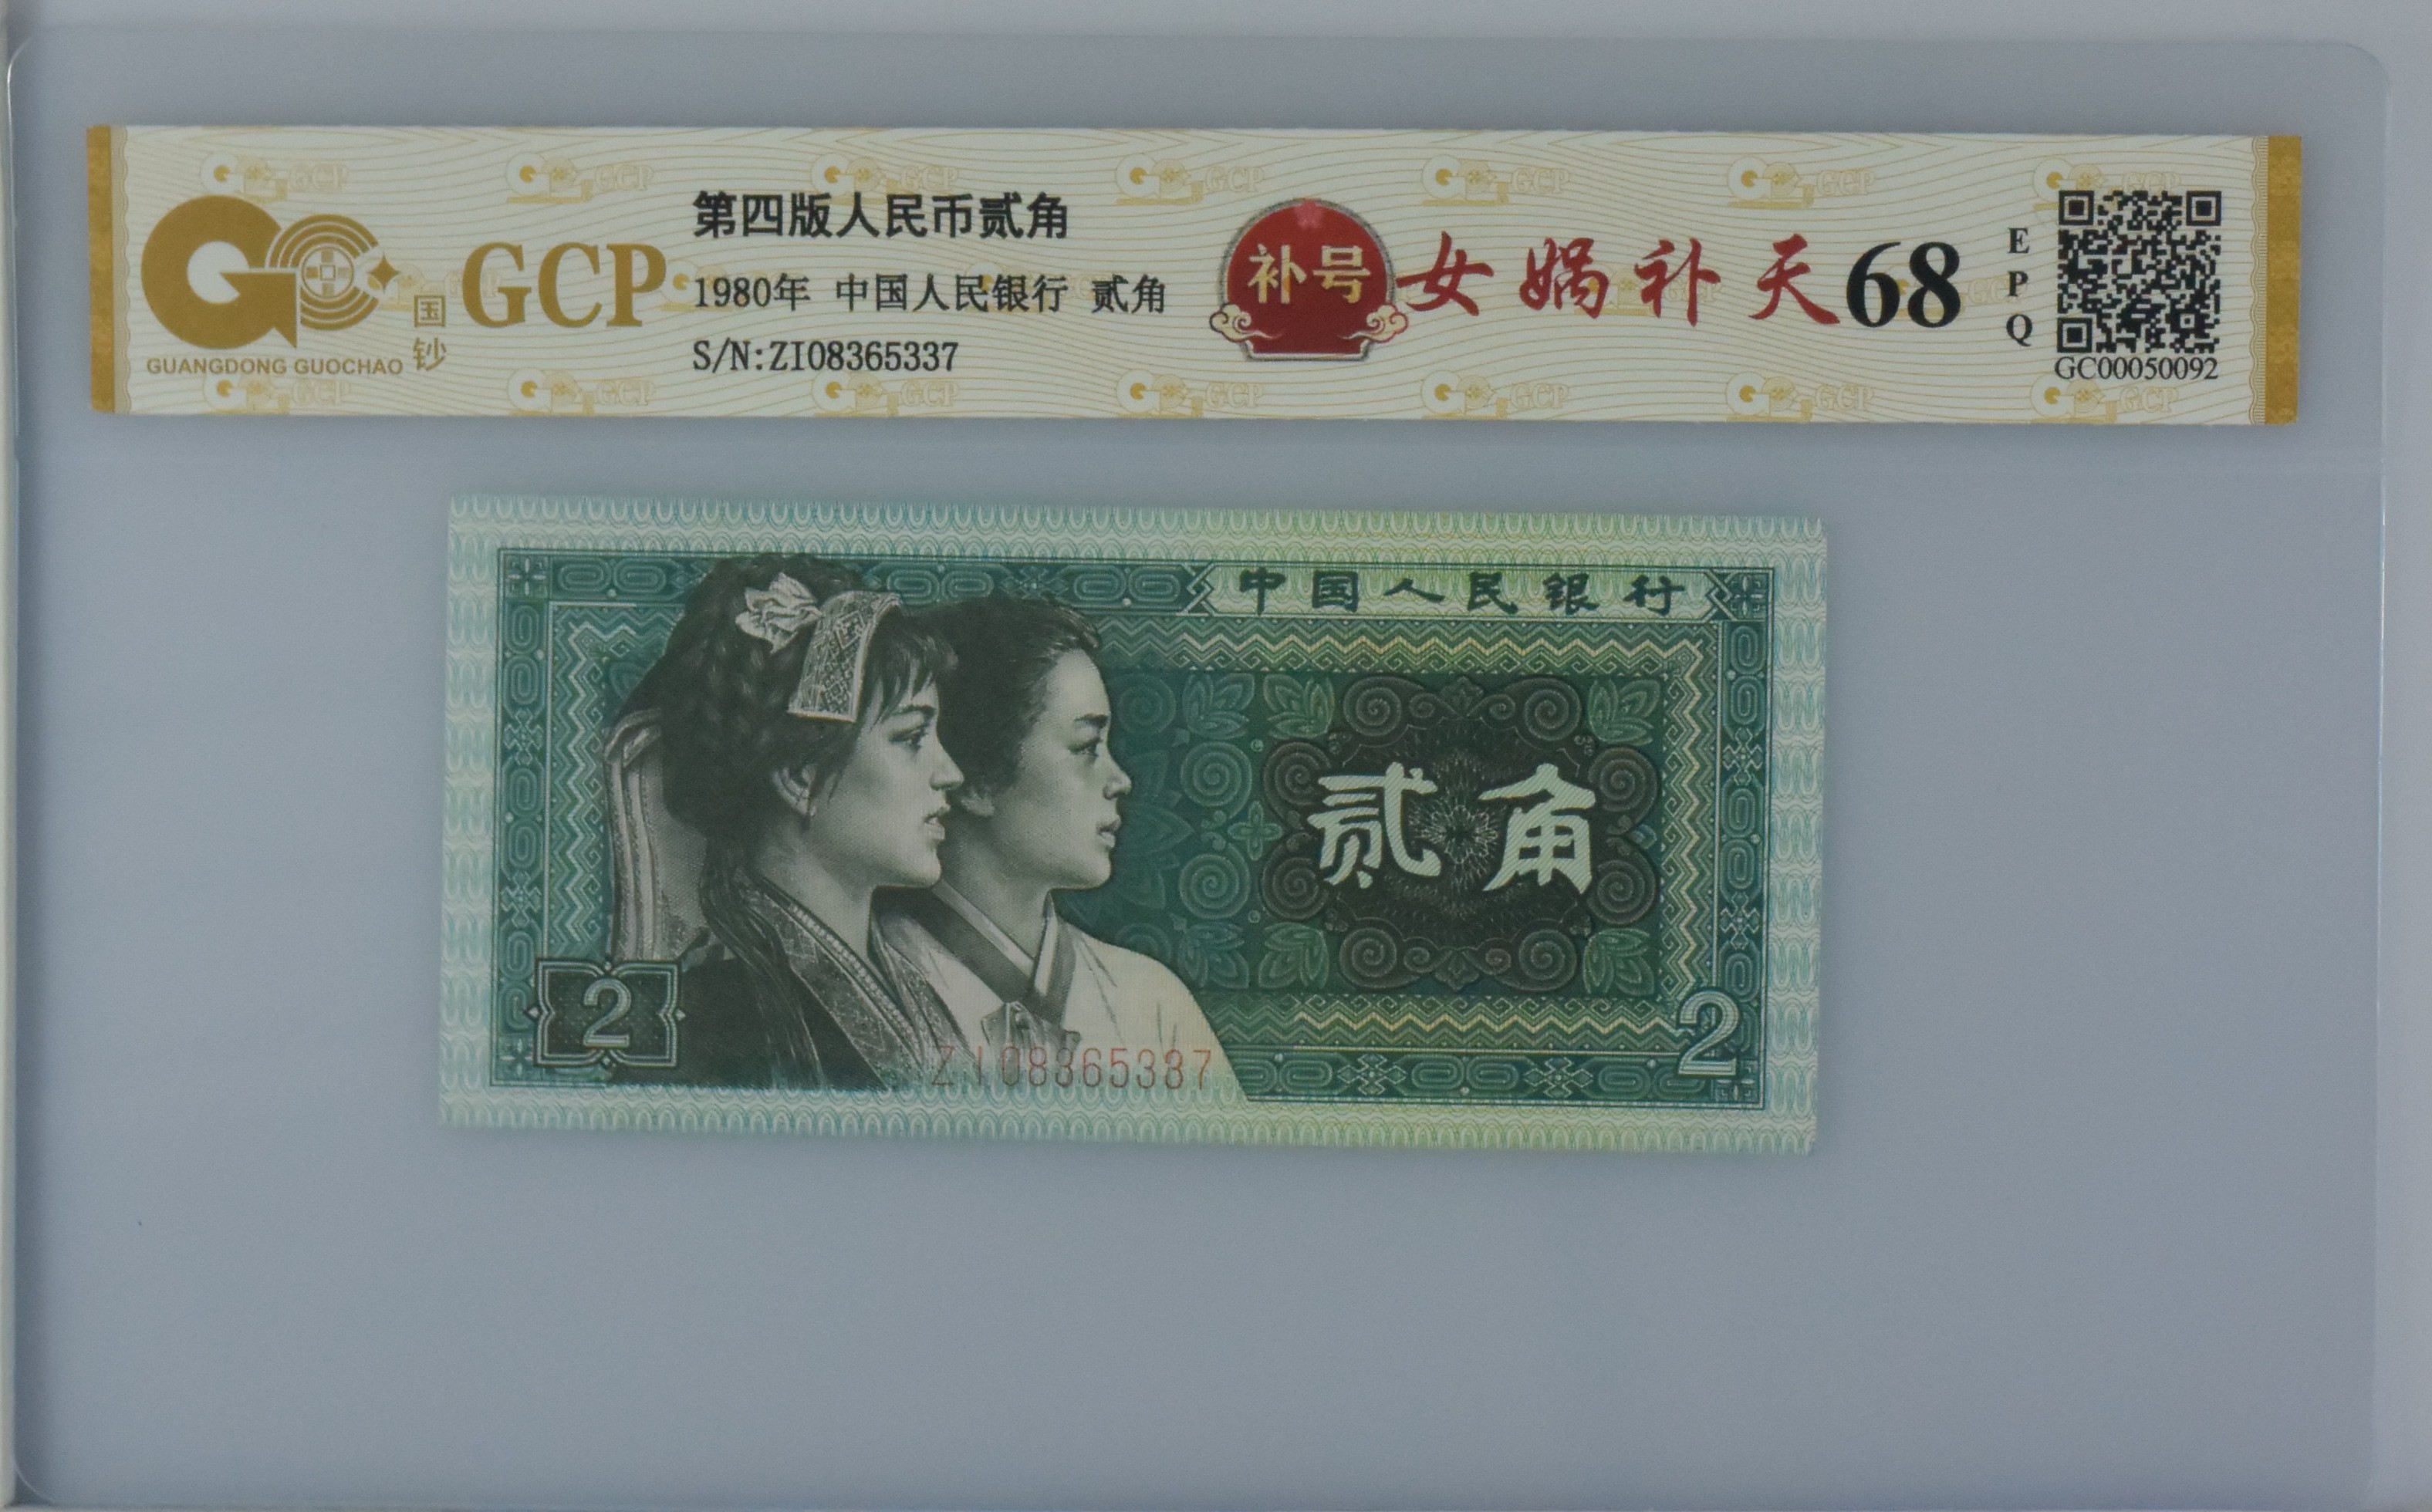 GCP
国钞
GUANGDONG GUOCHAO
第四版人民币贰角
1980年 中国人民银行 贰角
S/N:ZI08365337
补号
女娲补天
68
EPQ
GC00050092
中国人民银行
贰角
2
2
ZI08365337